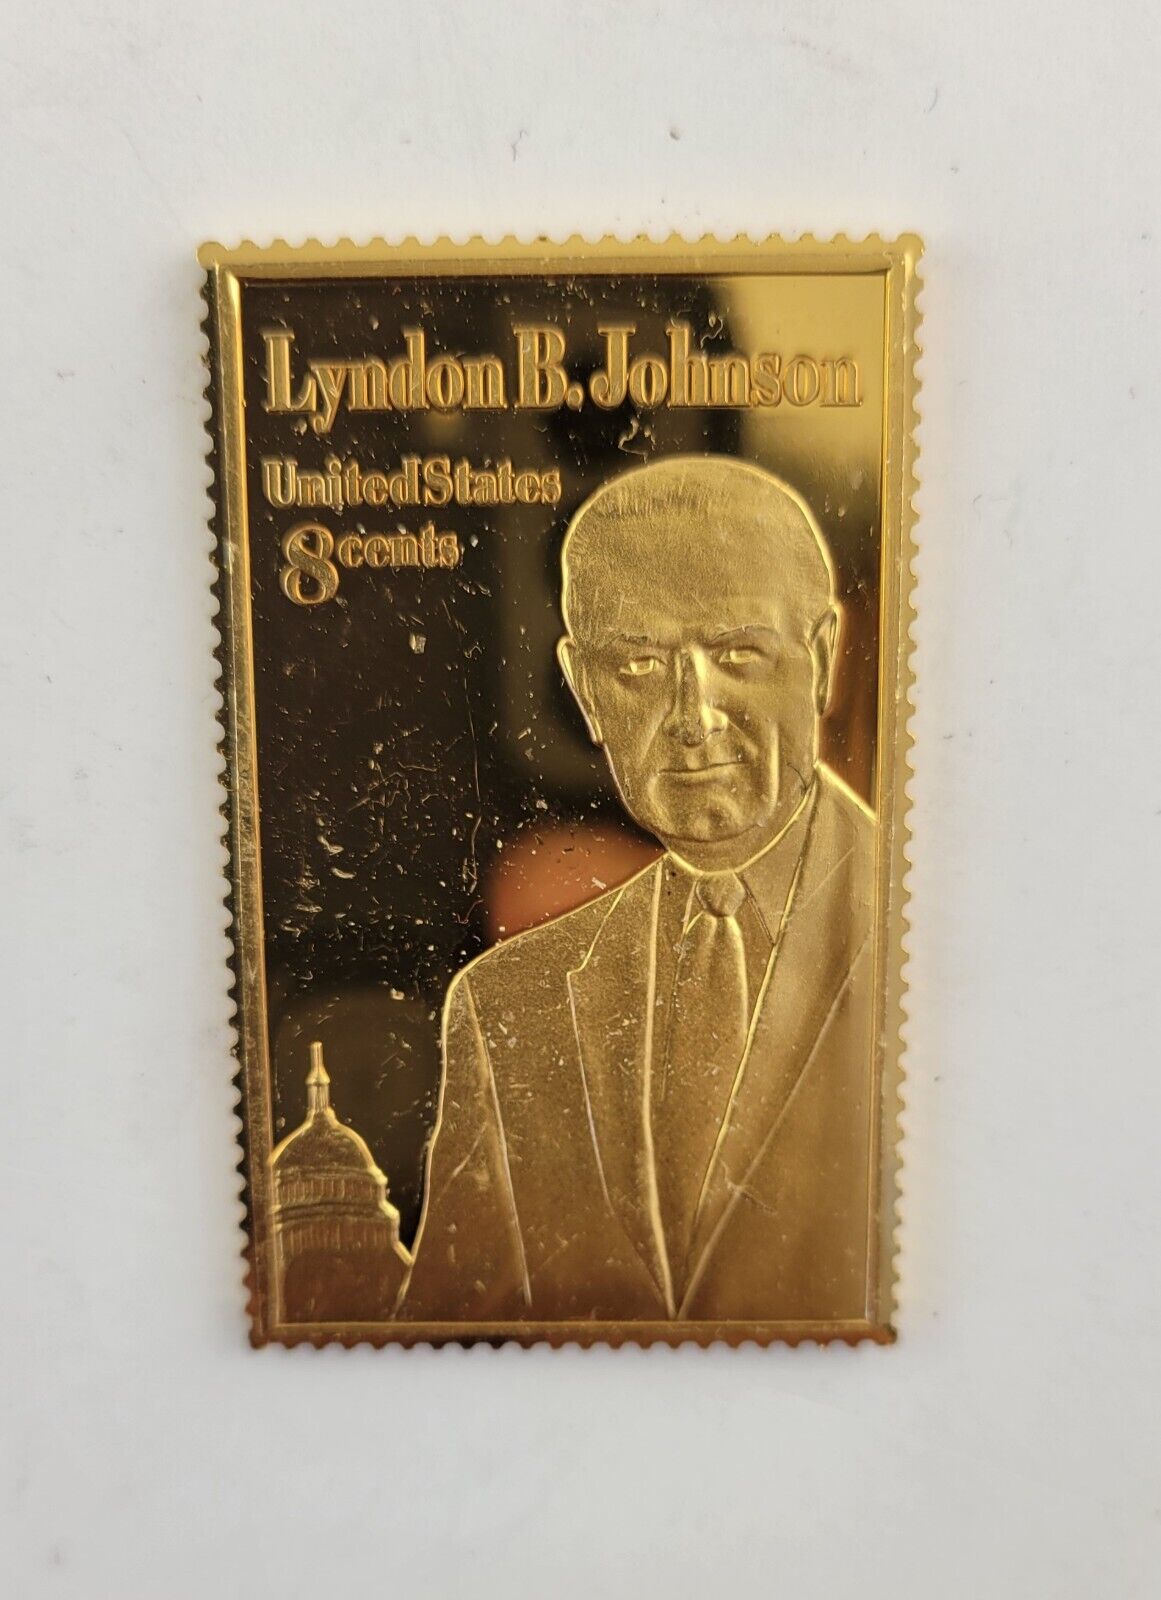 Lyndon B. Johnson
United States
8 cents